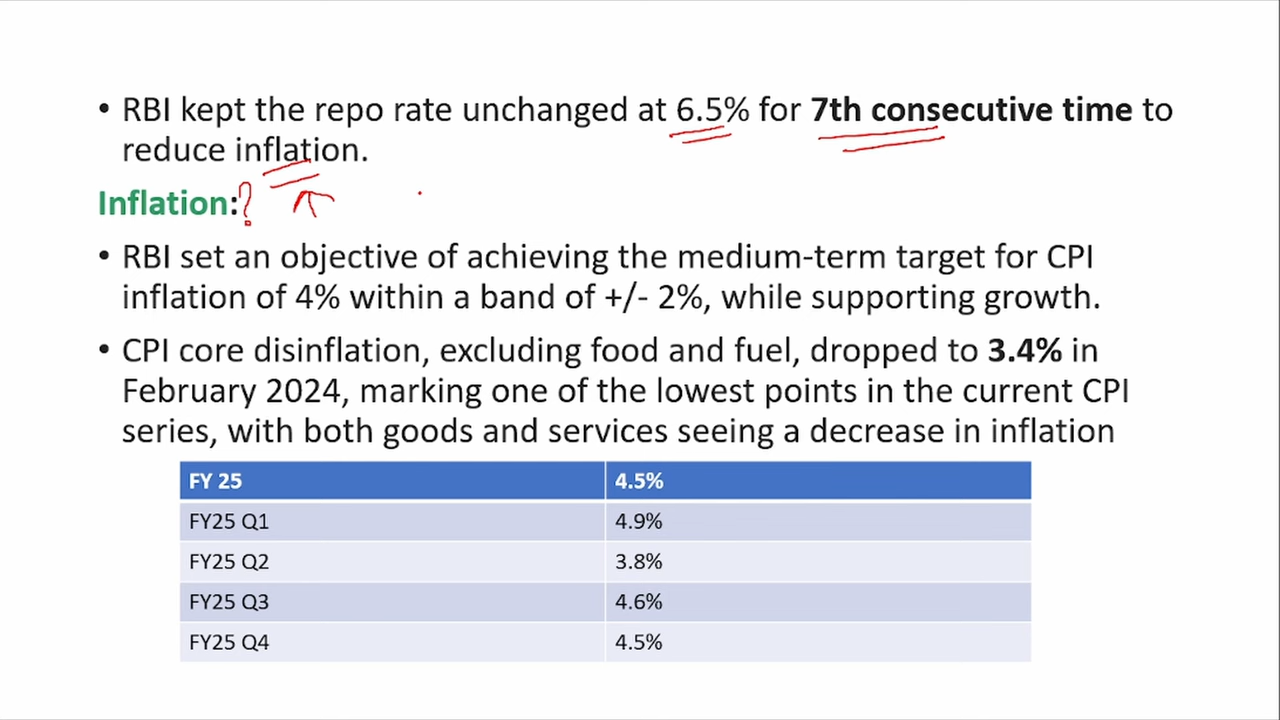 • RBI kept the repo rate unchanged at 6.5% for 7th consecutive time to
reduce inflation.
Inflation:?
• RBI set an objective of achieving the medium-term target for CPI
inflation of 4% within a band of +/- 2%, while supporting growth.
• CPI core disinflation, excluding food and fuel, dropped to 3.4% in
February 2024, marking one of the lowest points in the current CPI
series, with both goods and services seeing a decrease in inflation
FY 25 4.5%
FY25 Q1 4.9%
FY25 Q2 3.8%
FY25 Q3 4.6%
FY25 Q4 4.5%